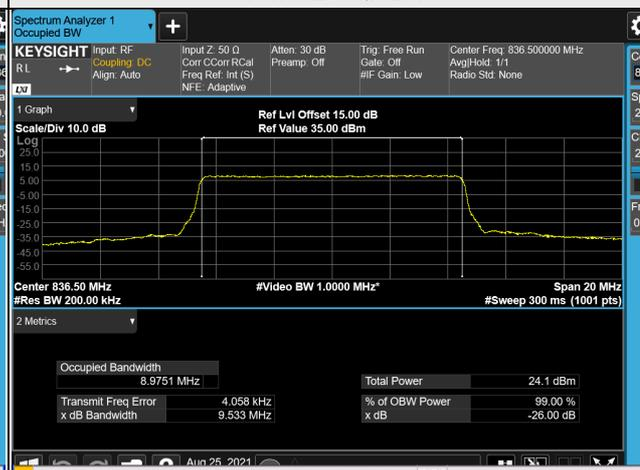 Spectrum Analyzer 1
Occupied BW
+
KEYSIGHT
R L
LXI
Input: RF
Coupling: DC
Align: Auto
Input Z: 50 Ω
Corr CCorr RCal
Freq Ref: Int (S)
NFE: Adaptive
Atten: 30 dB
Preamp: Off
Trig: Free Run
Gate: Off
#IF Gain: Low
Center Freq: 836.500000 MHz
Avg|Hold: 1/1
Radio Std: None
1 Graph
Scale/Div 10.0 dB
Ref Lvl Offset 15.00 dB
Ref Value 35.00 dBm
Log
25.0
15.0
5.00
-5.00
-15.0
-25.0
-35.0
-45.0
-55.0
Center 836.50 MHz
#Res BW 200.00 kHz
#Video BW 1.0000 MHz*
Span 20 MHz
#Sweep 300 ms (1001 pts)
2 Metrics
Occupied Bandwidth
8.9751 MHz
Transmit Freq Error 4.058 kHz
x dB Bandwidth 9.533 MHz
Total Power 24.1 dBm
% of OBW Power 99.00 %
x dB -26.00 dB
Aug 25, 2021